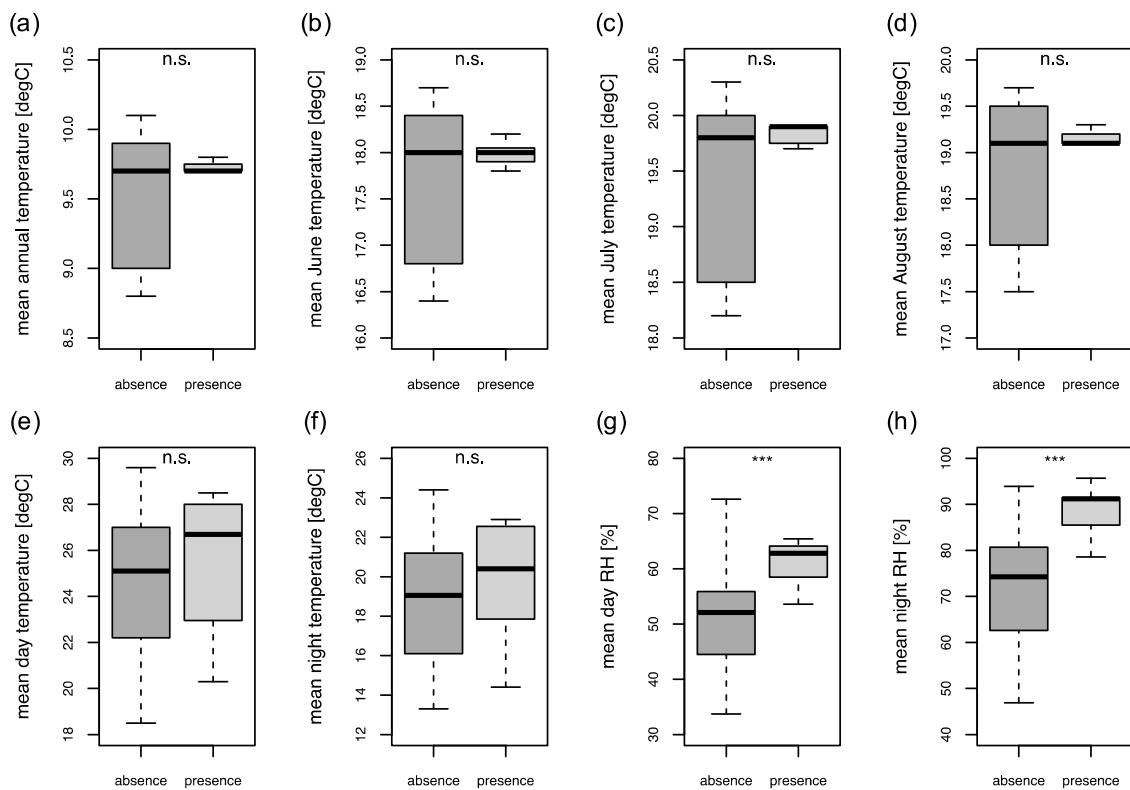 (a)
mean annual temperature [degC]
10.5
10.0
9.5
9.0
8.5
n.s.
absence presence
(b)
mean June temperature [degC]
19.0
18.5
18.0
17.5
17.0
16.5
16.0
n.s.
absence presence
(c)
mean July temperature [degC]
20.5
20.0
19.5
19.0
18.5
18.0
n.s.
absence presence
(d)
mean August temperature [degC]
20.0
19.5
19.0
18.5
18.0
17.5
17.0
n.s.
absence presence
(e)
mean day temperature [degC]
30
28
26
24
22
20
18
n.s.
absence presence
(f)
mean night temperature [degC]
26
24
22
20
18
16
14
12
n.s.
absence presence
(g)
mean day RH [%]
80
70
60
50
40
30
***
absence presence
(h)
mean night RH [%]
100
90
80
70
60
50
40
***
absence presence